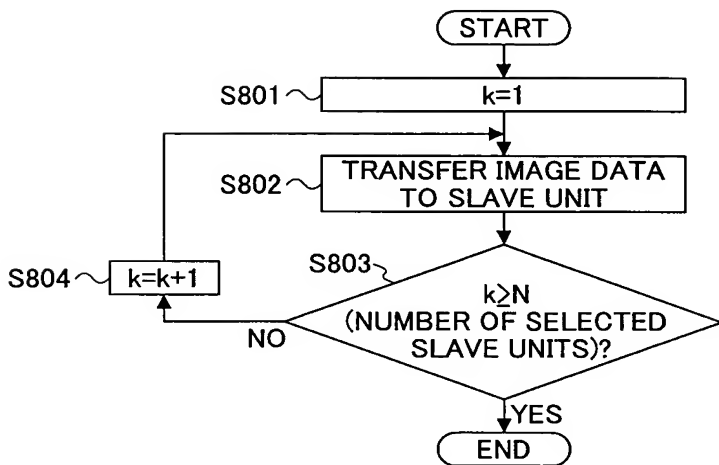 START
S801
k=1
S802
TRANSFER IMAGE DATA
TO SLAVE UNIT
S803
S804
k=k+1
k≥N
(NUMBER OF SELECTED
SLAVE UNITS)?
NO
YES
END